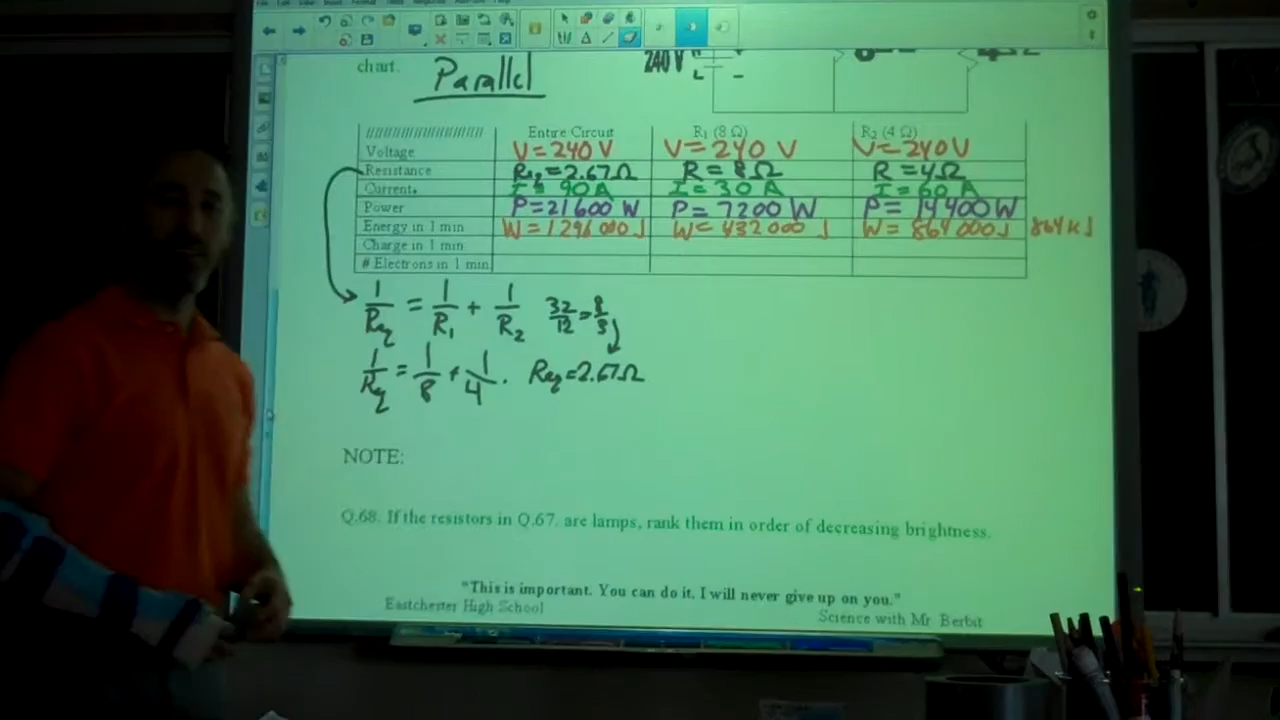 chart. Parallel
240 V
Entire Circuit R₁ (8 Ω) R₂ (4 Ω)
Voltage V = 240 V V = 240 V V = 240 V
Resistance Req = 2.67Ω R = 8Ω R = 4Ω
Current I = 90 A I = 30 A I = 60 A
Power P = 21600 W P = 7200 W P = 14400 W
Energy in 1 min W = 1296000 J W = 432000 J W = 864000 J 864 kJ
Charge in 1 min
# Electrons in 1 min
1/Req = 1/R₁ + 1/R₂ 32/12 = 8/3
1/Req = 1/8 + 1/4 . Req = 2.67Ω
NOTE:
Q.68. If the resistors in Q.67. are lamps, rank them in order of decreasing brightness.
"This is important. You can do it. I will never give up on you."
Eastchester High School Science with Mr Berbit